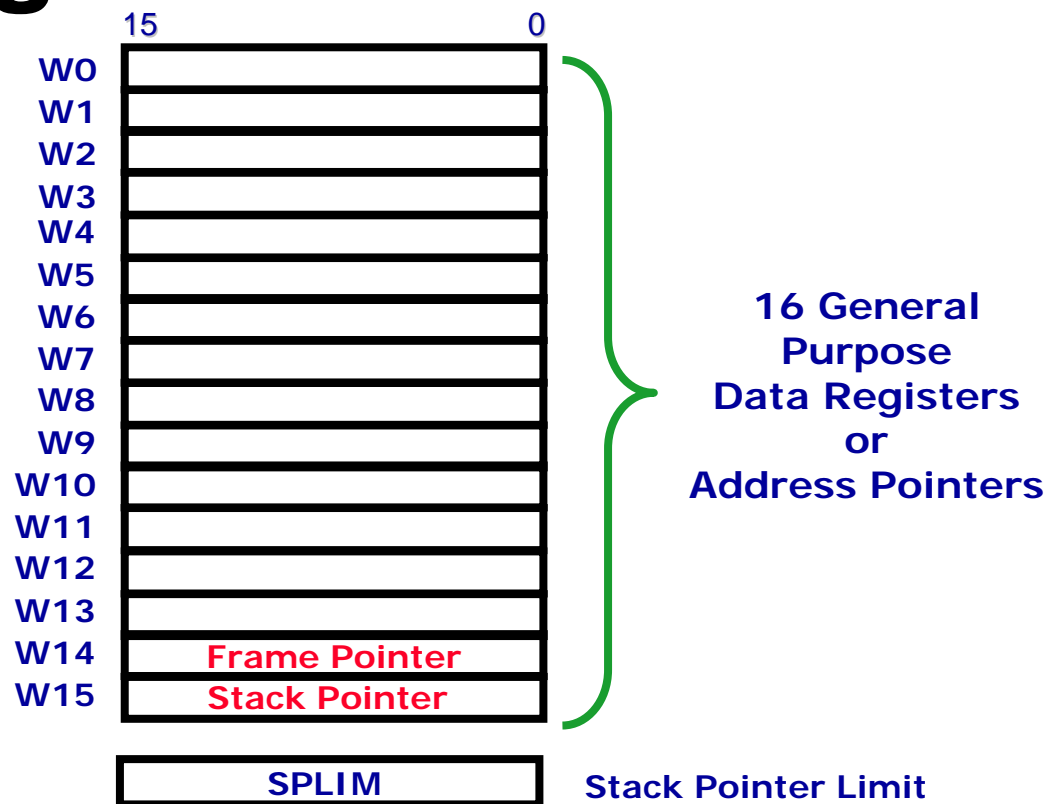 15 0
W0
W1
W2
W3
W4
W5
W6
W7
W8
W9
W10
W11
W12
W13
W14 Frame Pointer
W15 Stack Pointer
16 General
Purpose
Data Registers
or
Address Pointers
SPLIM Stack Pointer Limit